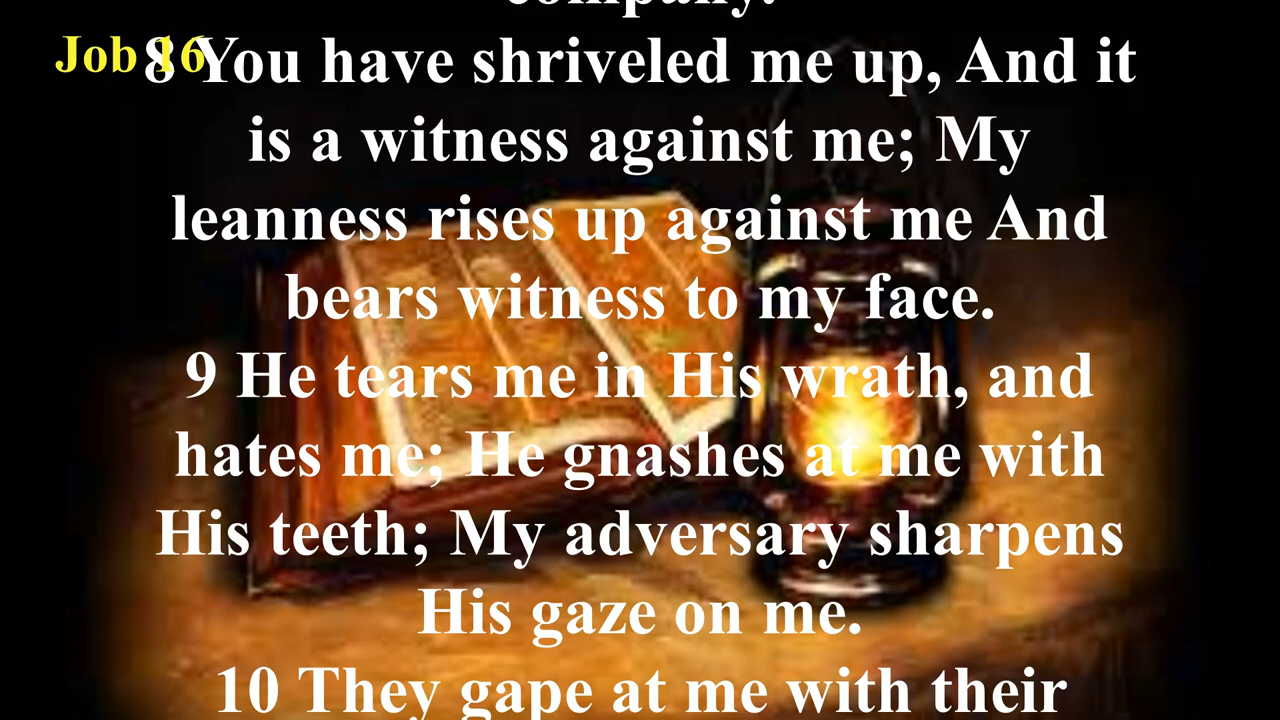 company.
Job 16
8 You have shriveled me up, And it
is a witness against me; My
leanness rises up against me And
bears witness to my face.
9 He tears me in His wrath, and
hates me; He gnashes at me with
His teeth; My adversary sharpens
His gaze on me.
10 They gape at me with their